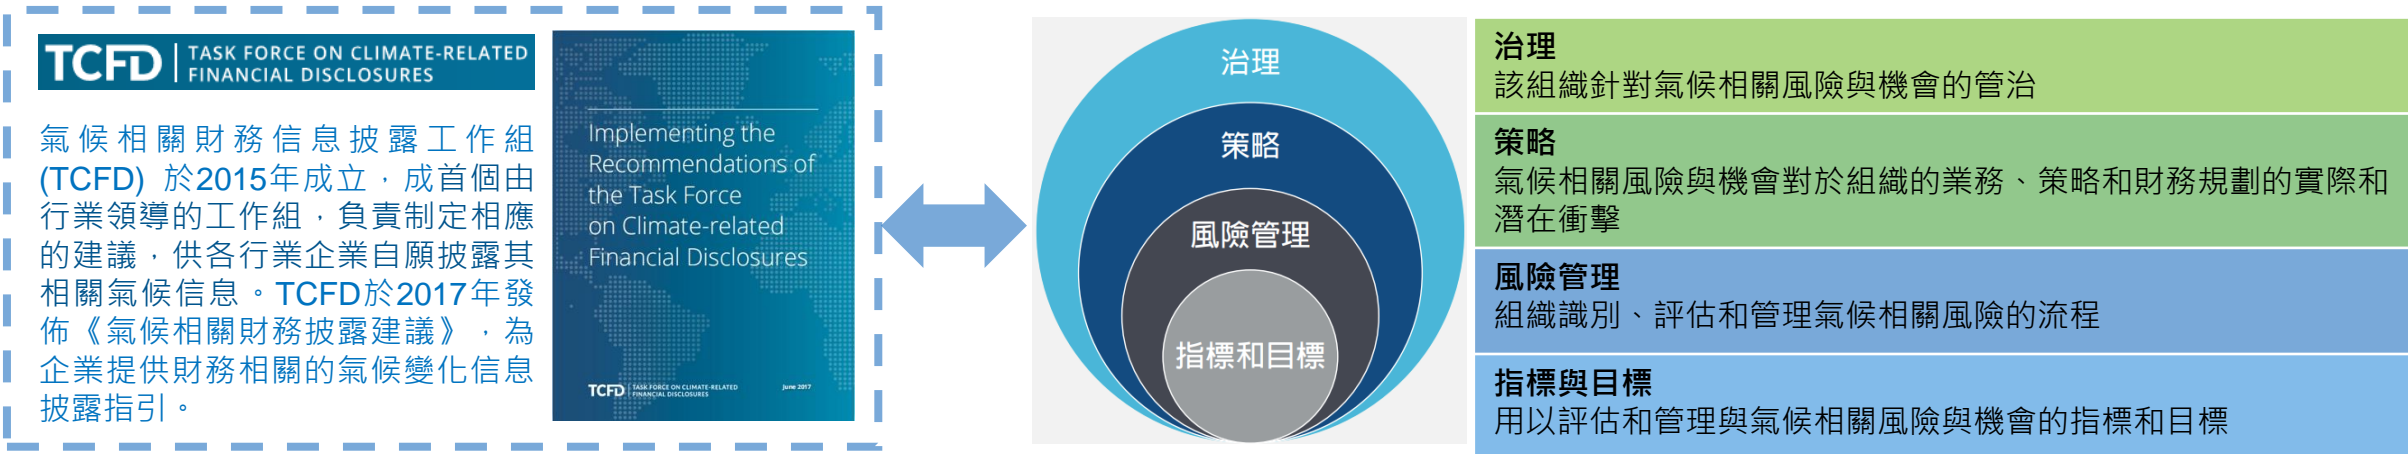 TCFD
TASK FORCE ON CLIMATE-RELATED
FINANCIAL DISCLOSURES
氣候相關財務信息披露工作組
(TCFD) 於2015年成立，成首個由
行業領導的工作組，負責制定相應
的建議，供各行業企業自願披露其
相關氣候信息。TCFD於2017年發
佈《氣候相關財務披露建議》，為
企業提供財務相關的氣候變化信息
披露指引。
Implementing the
Recommendations of
the Task Force
on Climate-related
Financial Disclosures
TCFD
TASK FORCE ON CLIMATE-RELATED
FINANCIAL DISCLOSURES
June 2017
治理
策略
風險管理
指標和目標
治理
該組織針對氣候相關風險與機會的管治
策略
氣候相關風險與機會對於組織的業務、策略和財務規劃的實際和
潛在衝擊
風險管理
組織識別、評估和管理氣候相關風險的流程
指標與目標
用以評估和管理與氣候相關風險與機會的指標和目標